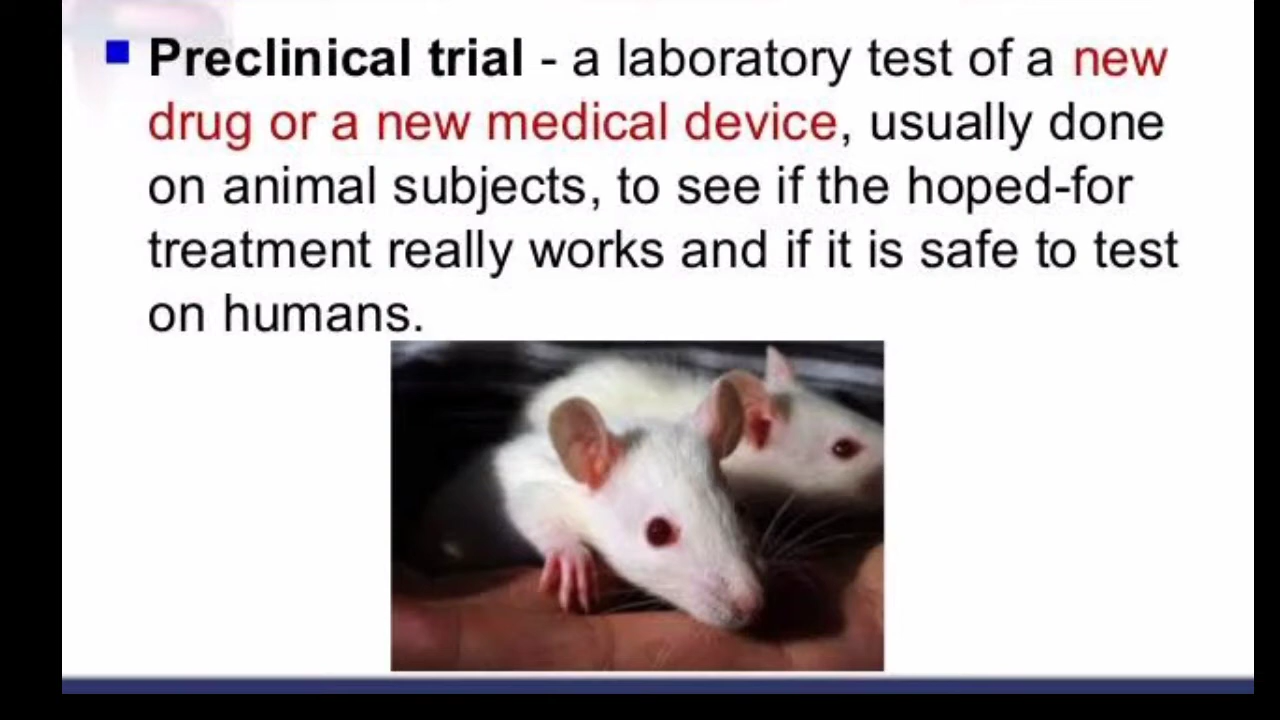 Preclinical trial - a laboratory test of a new
drug or a new medical device, usually done
on animal subjects, to see if the hoped-for
treatment really works and if it is safe to test
on humans.